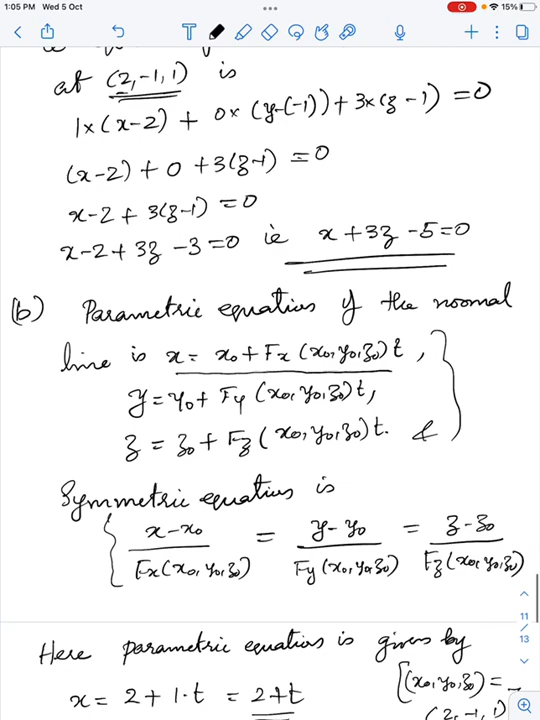 1:05 PM Wed 5 Oct
15%
at (2,-1,1) is
1×(x-2) + 0×(y-(-1)) + 3×(z-1) = 0
(x-2) + 0 + 3(z-1) = 0
x-2 + 3(z-1) = 0
x-2 + 3z -3 = 0 ie x + 3z -5 = 0
(b) Parametric equation of the normal
line is x = x₀ + Fx (x₀, y₀, z₀) t,
y = y₀ + Fy (x₀, y₀, z₀) t,
z = z₀ + Fz (x₀, y₀, z₀) t. &
Symmetric equation is
x-x₀ / Fx(x₀, y₀, z₀) = y-y₀ / Fy(x₀, y₀, z₀) = z-z₀ / Fz(x₀, y₀, z₀)
11
/
13
Here parametric equation is given by
x = 2 + 1·t = 2+t
[(x₀, y₀, z₀) =
(2, -1, 1)